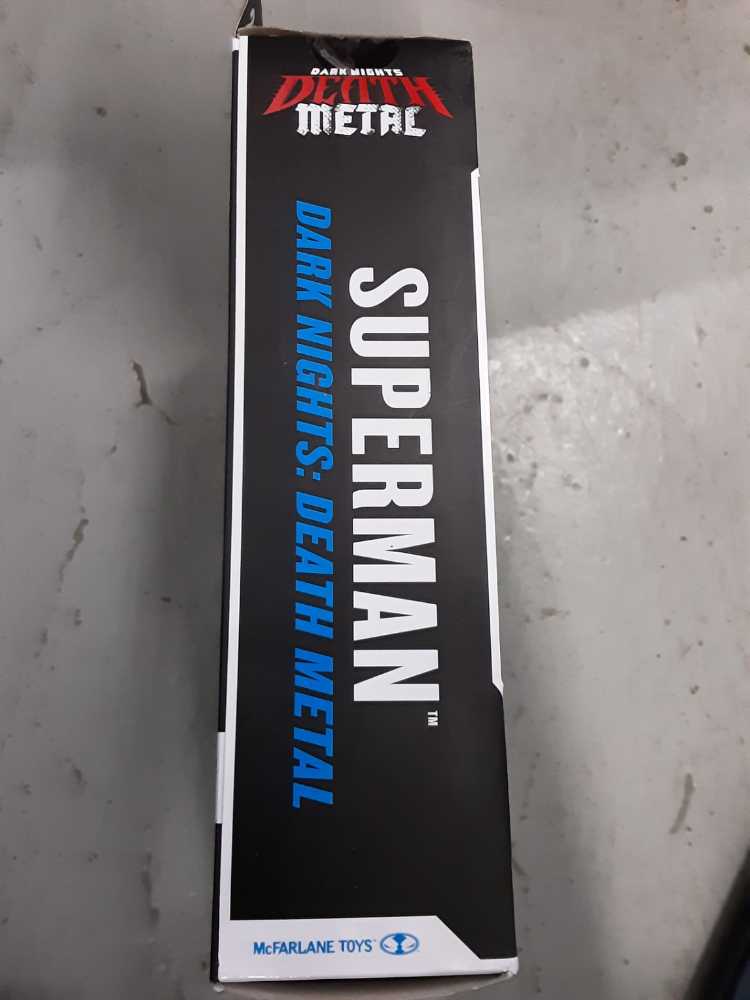 DARK NIGHTS
DEATH
METAL
SUPERMAN™
DARK NIGHTS: DEATH METAL
McFARLANE TOYS™